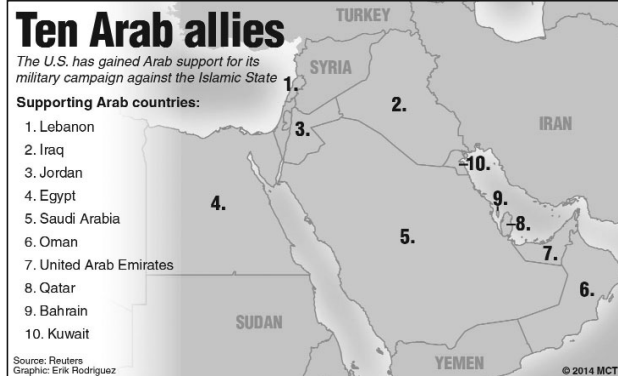 Ten Arab allies
The U.S. has gained Arab support for its
military campaign against the Islamic State
Supporting Arab countries:
1. Lebanon
2. Iraq
3. Jordan
4. Egypt
5. Saudi Arabia
6. Oman
7. United Arab Emirates
8. Qatar
9. Bahrain
10. Kuwait
Source: Reuters
Graphic: Erik Rodriguez
TURKEY
SYRIA
1.
2.
IRAN
3.
10.
4.
9.
8.
5.
7.
6.
SUDAN
YEMEN
© 2014 MCT